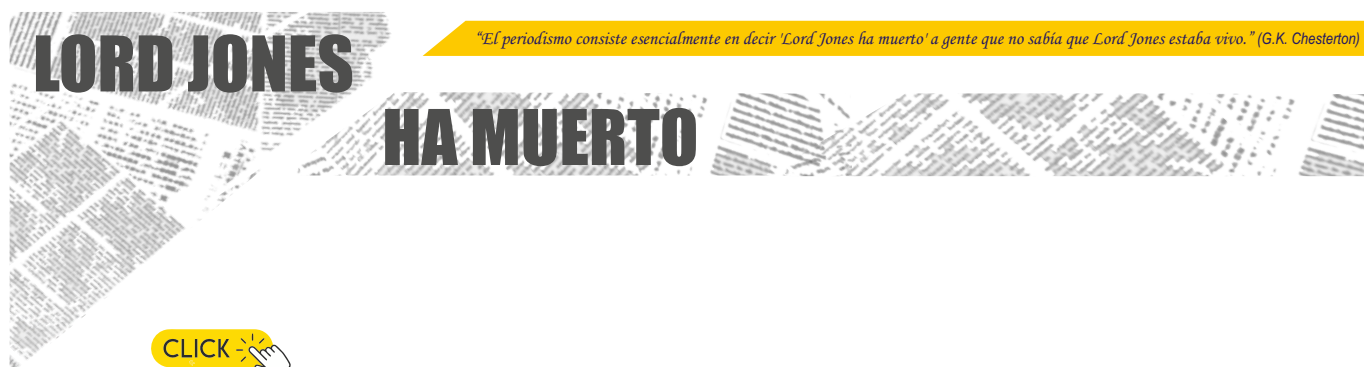 LORD JONES
"El periodismo consiste esencialmente en decir 'Lord Jones ha muerto' a gente que no sabía que Lord Jones estaba vivo." (G.K. Chesterton)
HA MUERTO
CLICK